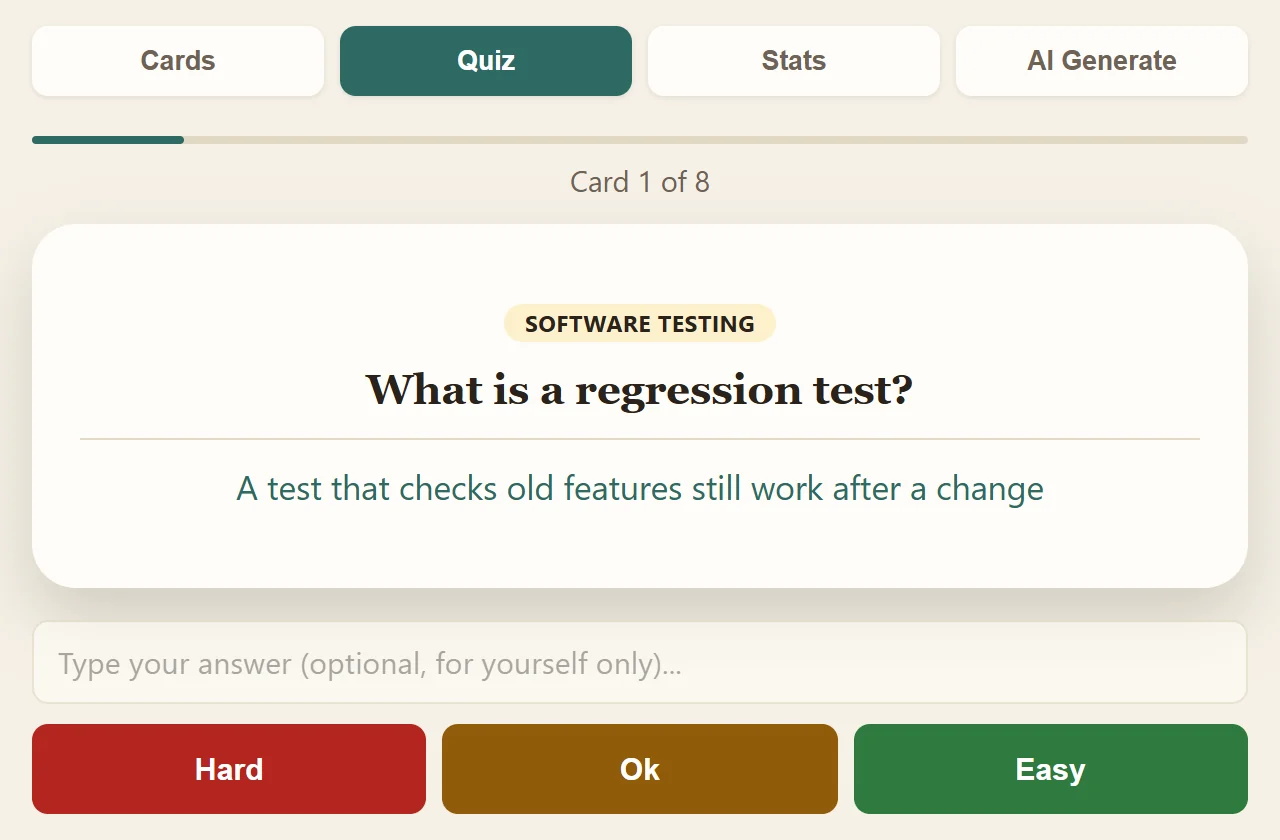 Cards
Quiz
Stats
AI Generate
Card 1 of 8
SOFTWARE TESTING
What is a regression test?
A test that checks old features still work after a change
Type your answer (optional, for yourself only)...
Hard
Ok
Easy